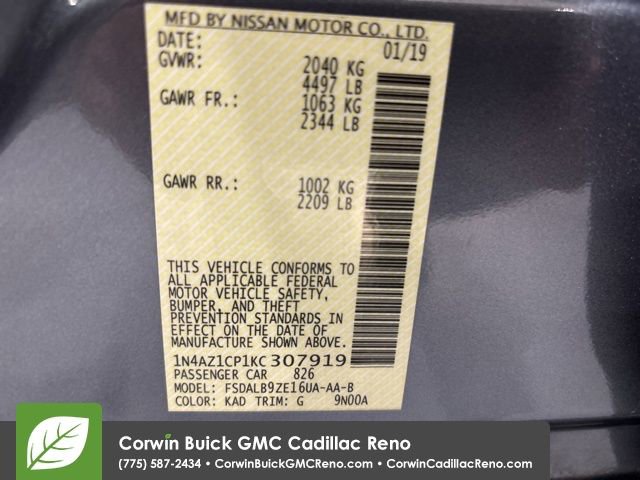 MFD BY NISSAN MOTOR CO., LTD.
DATE: 01/19
GVWR: 2040 KG
4497 LB
GAWR FR.: 1063 KG
2344 LB
GAWR RR.: 1002 KG
2209 LB
THIS VEHICLE CONFORMS TO
ALL APPLICABLE FEDERAL
MOTOR VEHICLE SAFETY,
BUMPER, AND THEFT
PREVENTION STANDARDS IN
EFFECT ON THE DATE OF
MANUFACTURE SHOWN ABOVE.
1N4AZ1CP1KC307919
PASSENGER CAR 826
MODEL: FSDALB9ZE16UA-AA-B
COLOR: KAD TRIM: G 9N00A
Corwin Buick GMC Cadillac Reno
(775) 587-2434 • CorwinBuickGMCReno.com • CorwinCadillacReno.com